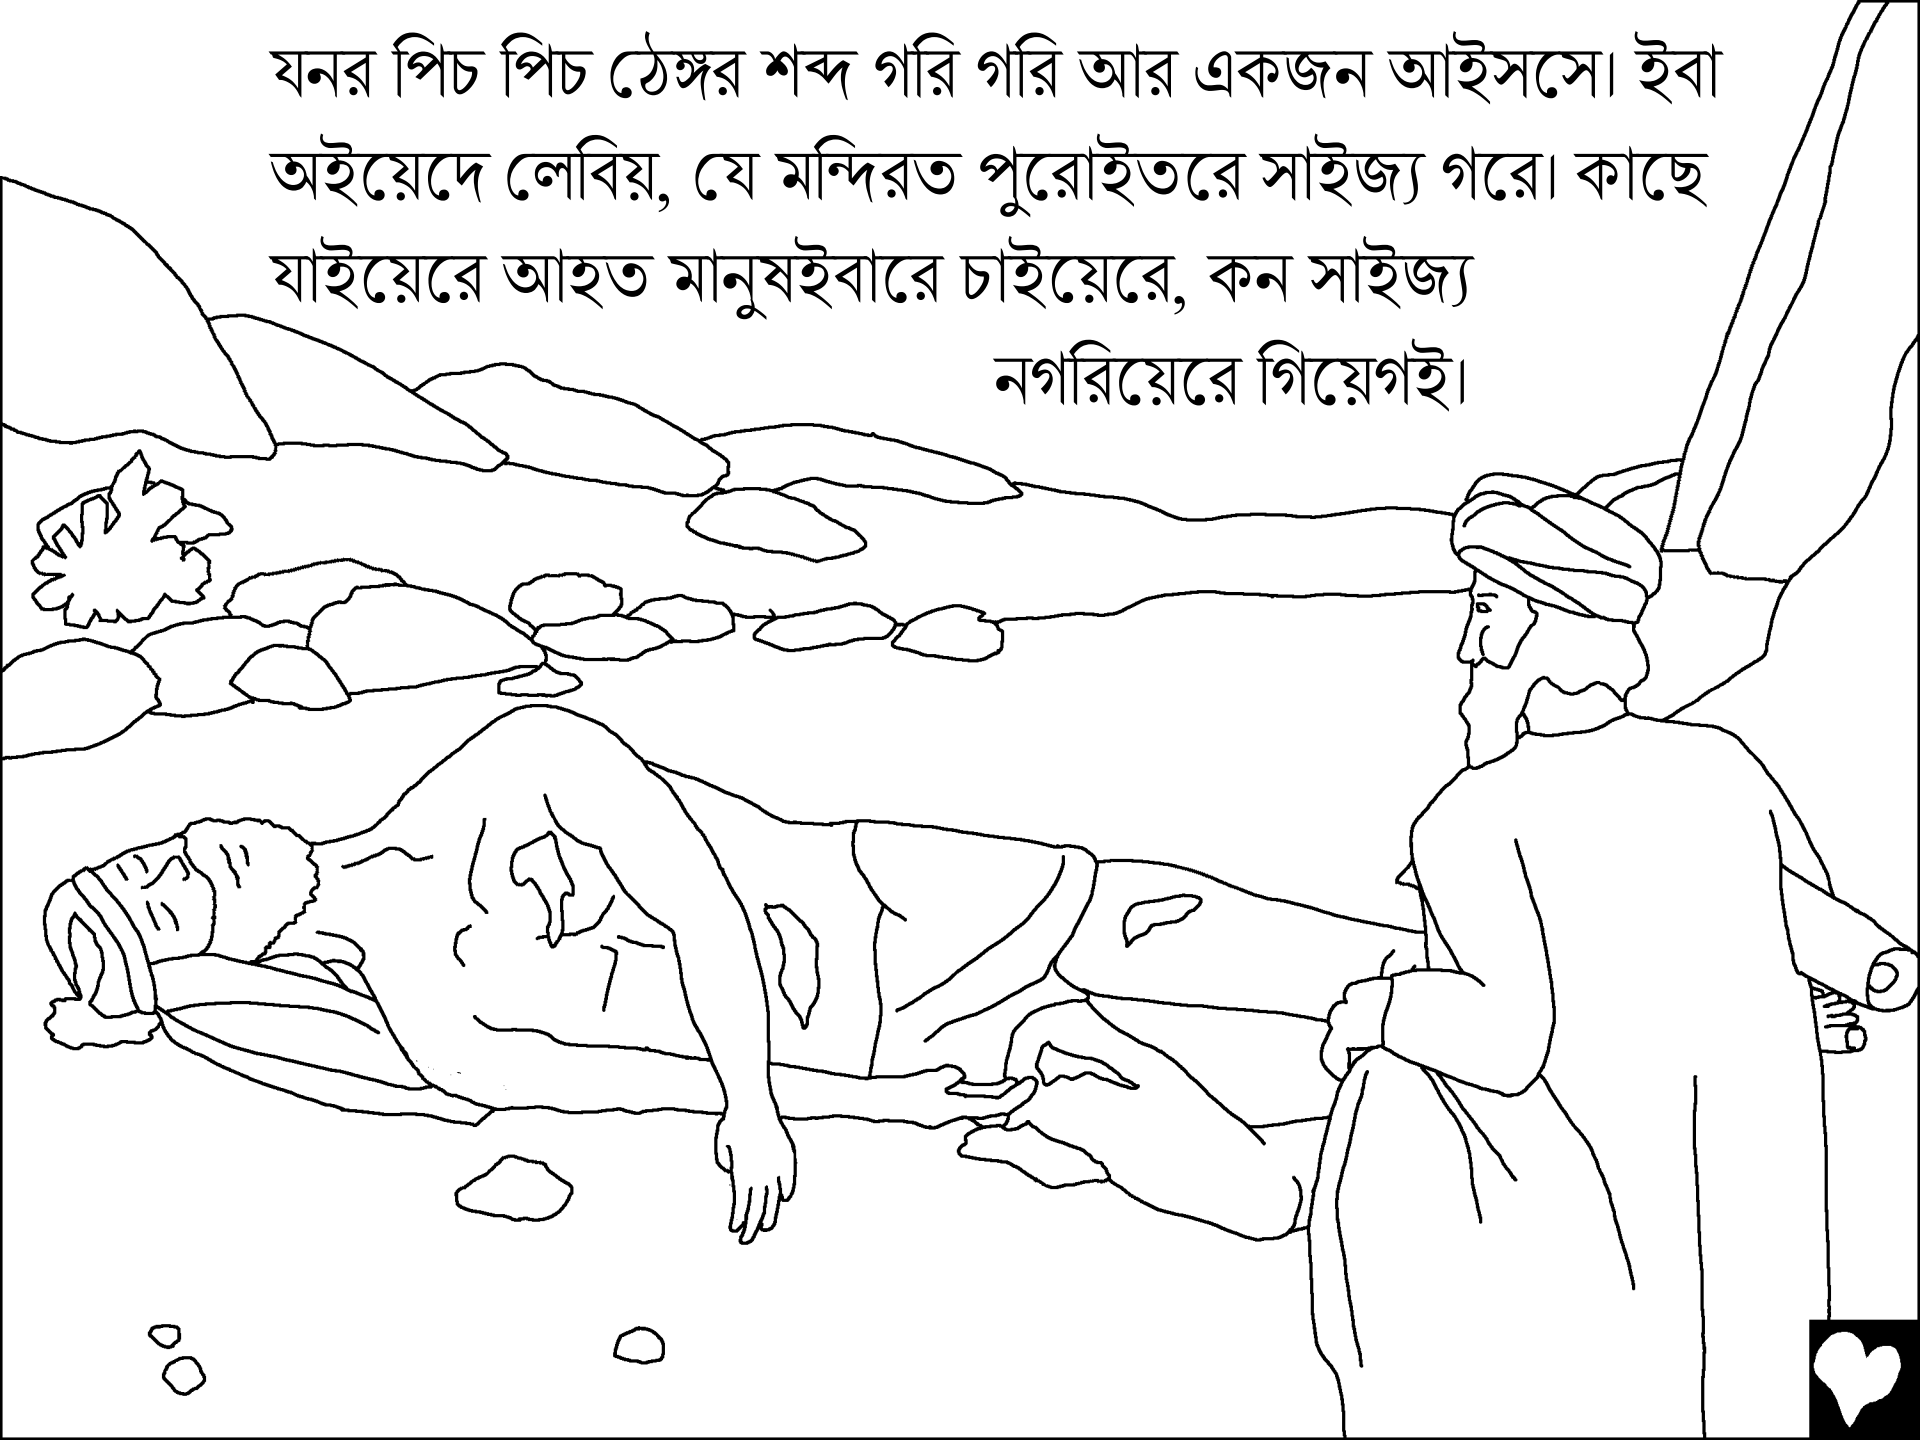 যনর পিচ পিচ ঠেঙ্গর শব্দ গরি গরি আর একজন আইসসে। ইবা
অইয়েদে লেবিয়, যে মন্দিরত পুরোইতরে সাইজ্য গরে। কাছে
যাইয়েরে আহত মানুষইবারে চাইয়েরে, কন সাইজ্য
নগরিয়েরে গিয়েগই।